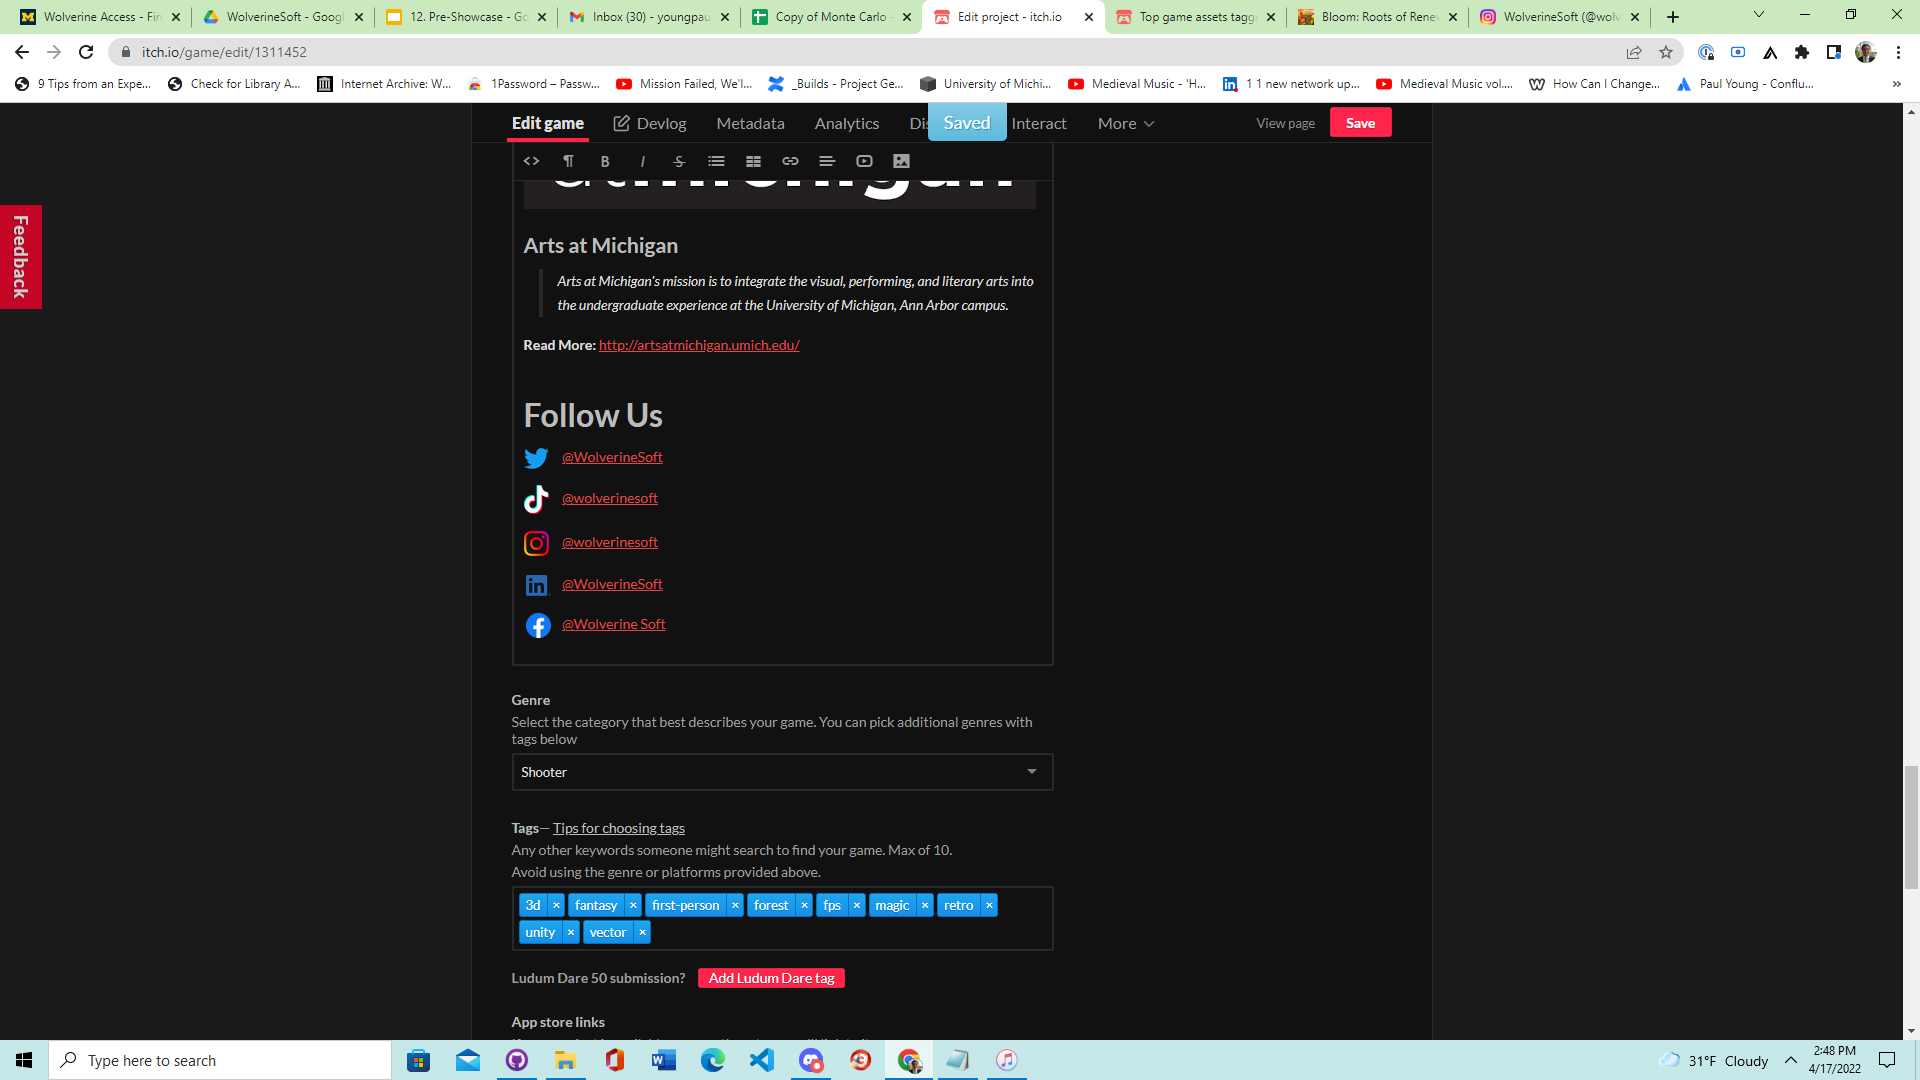 Wolverine Access - Fin
WolverineSoft - Googl
12. Pre-Showcase - Go
Inbox (30) - youngpau
Copy of Monte Carlo -
Edit project - itch.io
Top game assets tagg
Bloom: Roots of Rene
WolverineSoft (@wolv
itch.io/game/edit/1311452
9 Tips from an Expe...
Check for Library A...
Internet Archive: W...
1Password – Passw...
Mission Failed, We'l...
_Builds - Project Ge...
University of Michi...
Medieval Music - 'H...
1 1 new network up...
Medieval Music vol....
How Can I Change...
Paul Young - Conflu...
»
Edit game
Devlog
Metadata
Analytics
Dis
Saved
Interact
More
View page
Save
Feedback
Arts at Michigan
Arts at Michigan's mission is to integrate the visual, performing, and literary arts into
the undergraduate experience at the University of Michigan, Ann Arbor campus.
Read More: http://artsatmichigan.umich.edu/
Follow Us
@WolverineSoft
@wolverinesoft
@wolverinesoft
@WolverineSoft
@Wolverine Soft
Genre
Select the category that best describes your game. You can pick additional genres with
tags below
Shooter
Tags— Tips for choosing tags
Any other keywords someone might search to find your game. Max of 10.
Avoid using the genre or platforms provided above.
3d × fantasy × first-person × forest × fps × magic × retro ×
unity × vector ×
Ludum Dare 50 submission? Add Ludum Dare tag
App store links
Type here to search
31°F Cloudy
2:48 PM
4/17/2022